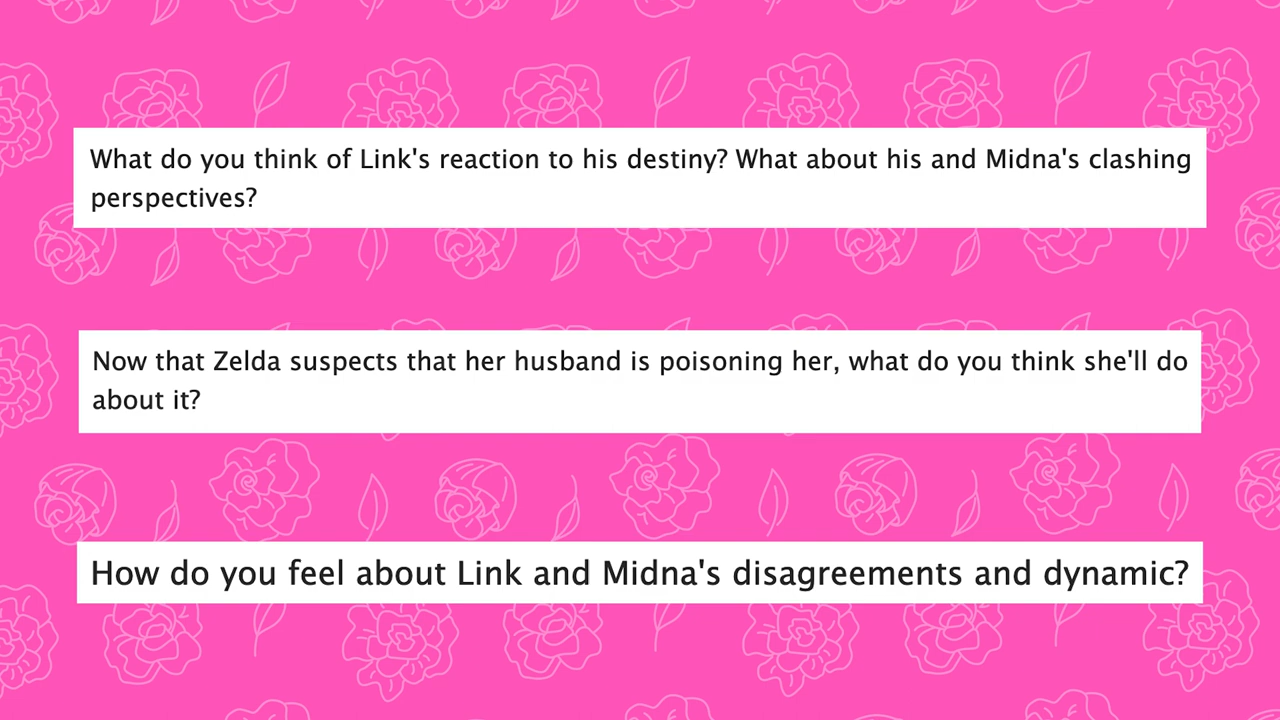 What do you think of Link's reaction to his destiny? What about his and Midna's clashing
perspectives?
Now that Zelda suspects that her husband is poisoning her, what do you think she'll do
about it?
How do you feel about Link and Midna's disagreements and dynamic?